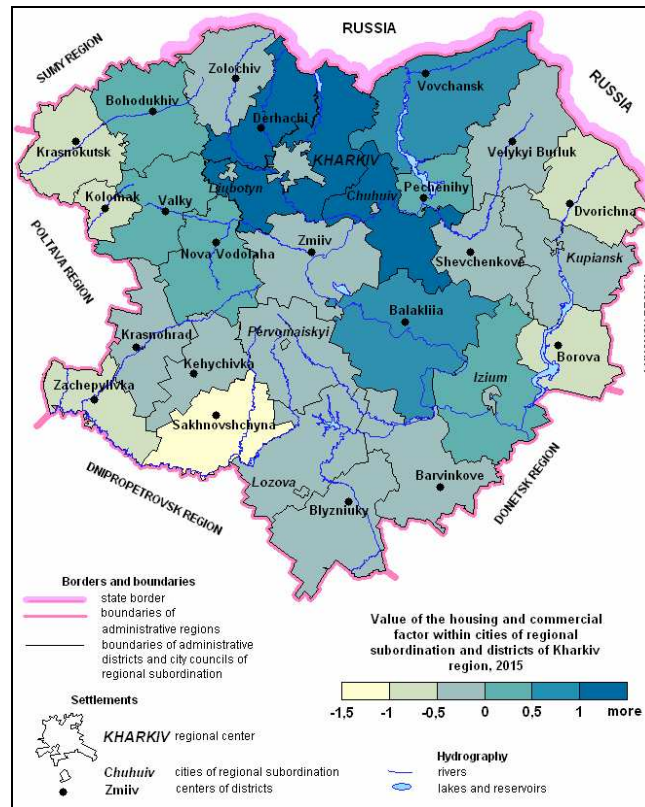 RUSSIA
SUMY REGION
Zolochiv
RUSSIA
Vovchansk
Bohodukhiv
Derhachi
Krasnokutsk
KHARKIV
Velykyi Burluk
Liubotyn
Chuhuiv
Pechenihy
Kolomak
Valky
Dvorichna
POLTAVA REGION
Zmiiv
Nova Vodolaha
Shevchenkove
Kupiansk
Balakliia
Krasnohrad
Pervomaiskyi
Borova
Kehychivka
Izium
Zachepylivka
Sakhnovshchyna
DNIPROPETROVSK REGION
Lozova
Barvinkove
DONETSK REGION
Blyzniuky
Borders and boundaries
state border
boundaries of
administrative regions
boundaries of administrative
districts and city councils of
regional subordination
Value of the housing and commercial
factor within cities of regional
subordination and districts of Kharkiv
region, 2015
-1,5 -1 -0,5 0 0,5 1 more
Settlements
KHARKIV regional center
Chuhuiv cities of regional subordination
Zmiiv centers of districts
Hydrography
rivers
lakes and reservoirs